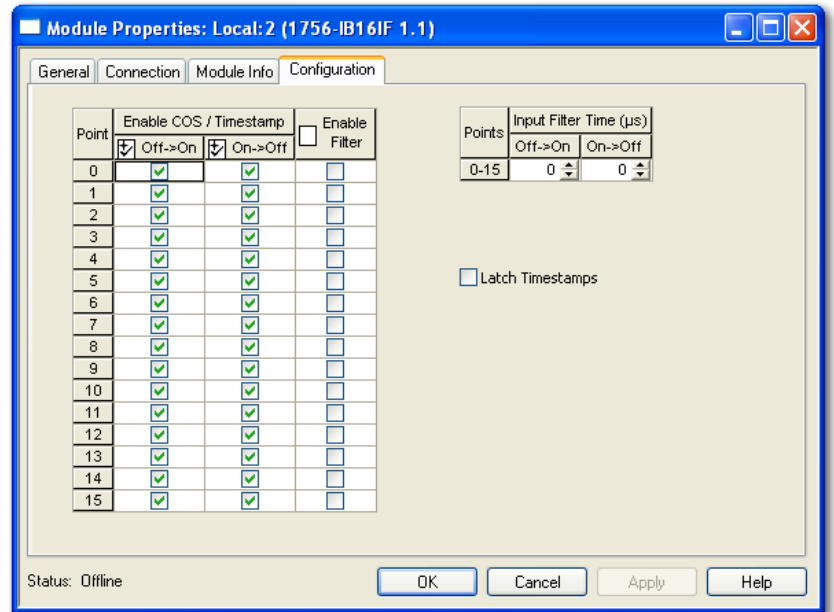 Module Properties: Local:2 (1756-IB16IF 1.1)
General Connection Module Info Configuration
Point
Enable COS / Timestamp
Off->On On->Off
Enable
Filter
0
1
2
3
4
5
6
7
8
9
10
11
12
13
14
15
Points
Input Filter Time (µs)
Off->On On->Off
0-15 0 0
Latch Timestamps
Status: Offline
OK Cancel Apply Help